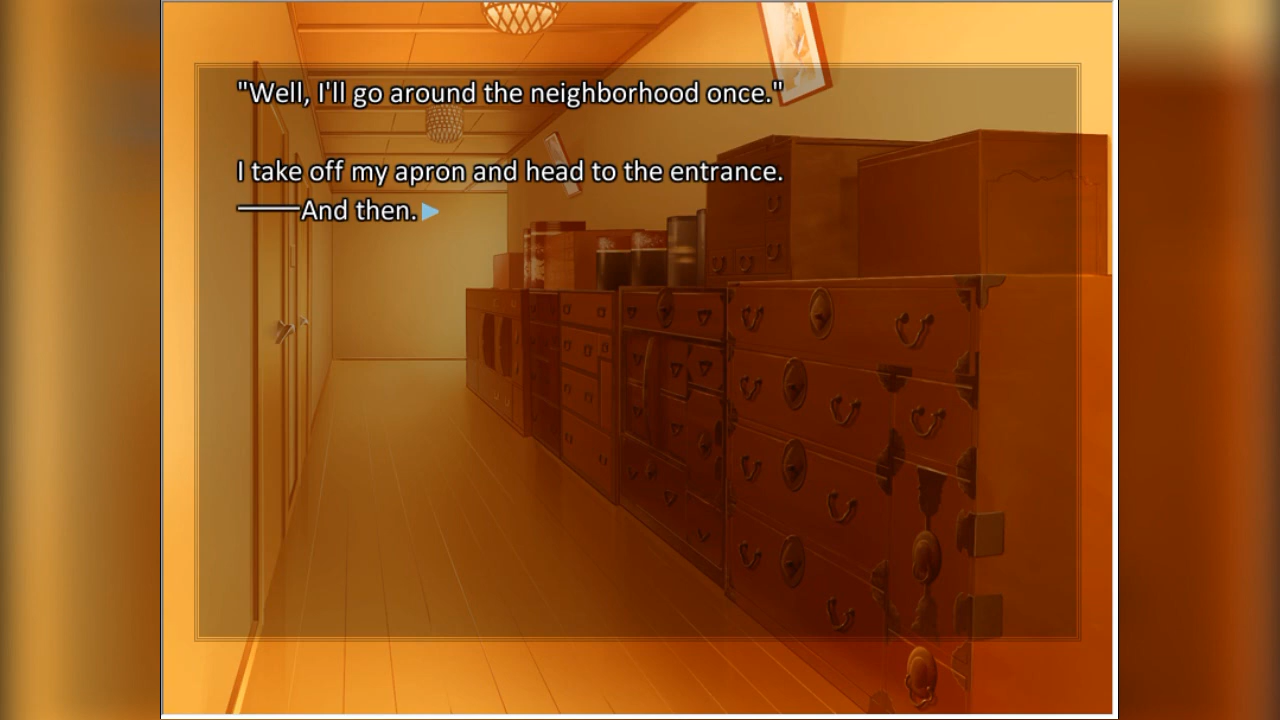 "Well, I'll go around the neighborhood once."
I take off my apron and head to the entrance.
――And then.